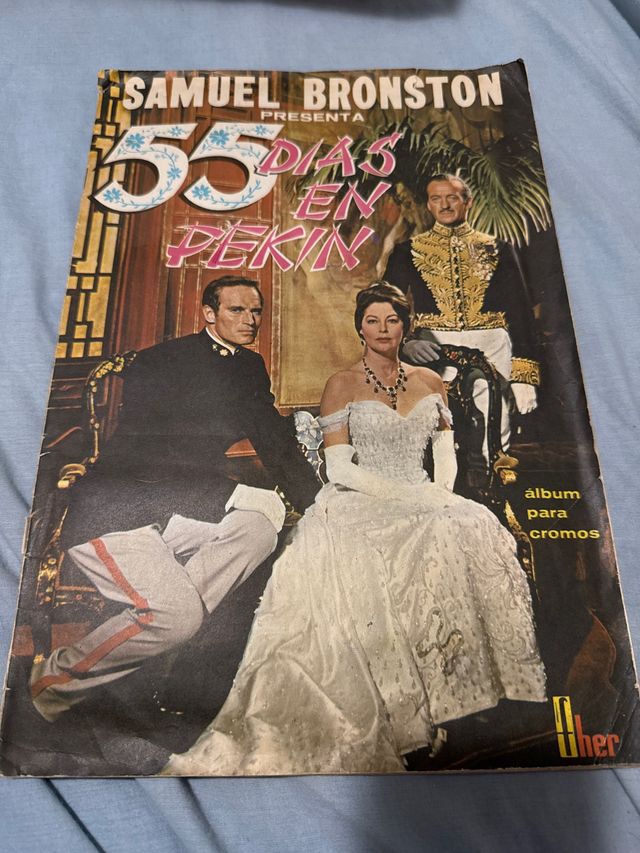 SAMUEL BRONSTON
PRESENTA
55 DIAS
EN
PEKIN
álbum
para
cromos
Fher